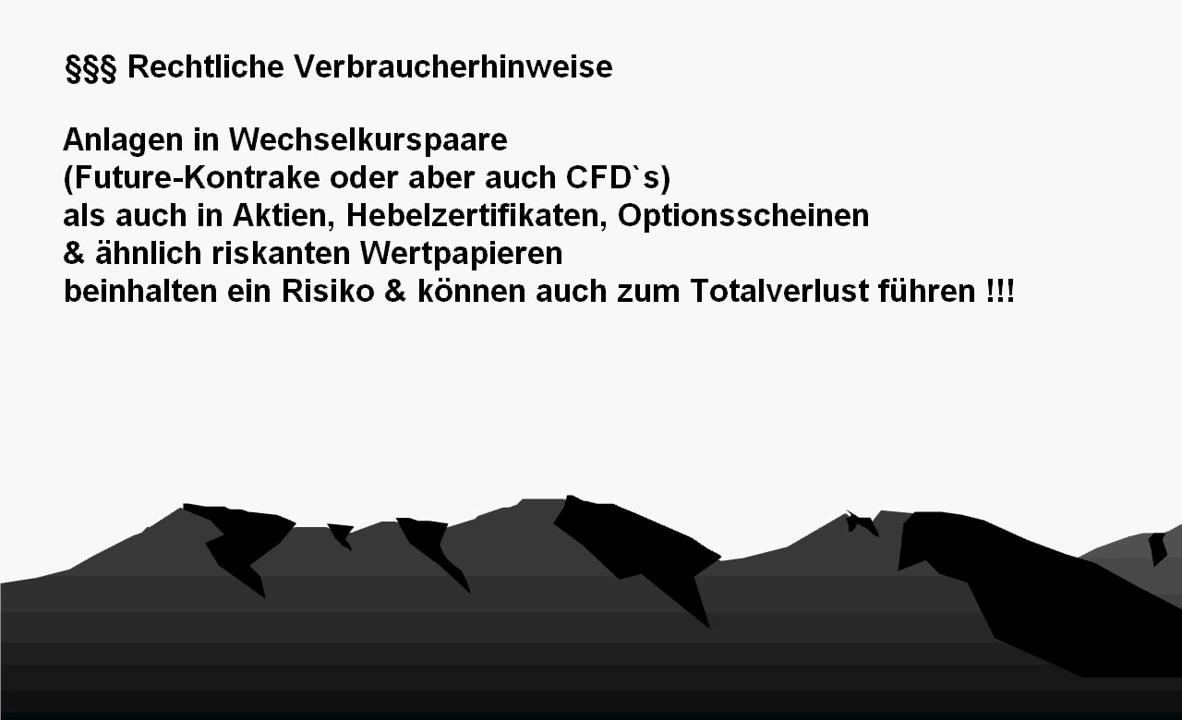 §§§ Rechtliche Verbraucherhinweise
Anlagen in Wechselkurspaare
(Future-Kontrake oder aber auch CFD`s)
als auch in Aktien, Hebelzertifikaten, Optionsscheinen
& ähnlich riskanten Wertpapieren
beinhalten ein Risiko & können auch zum Totalverlust führen !!!